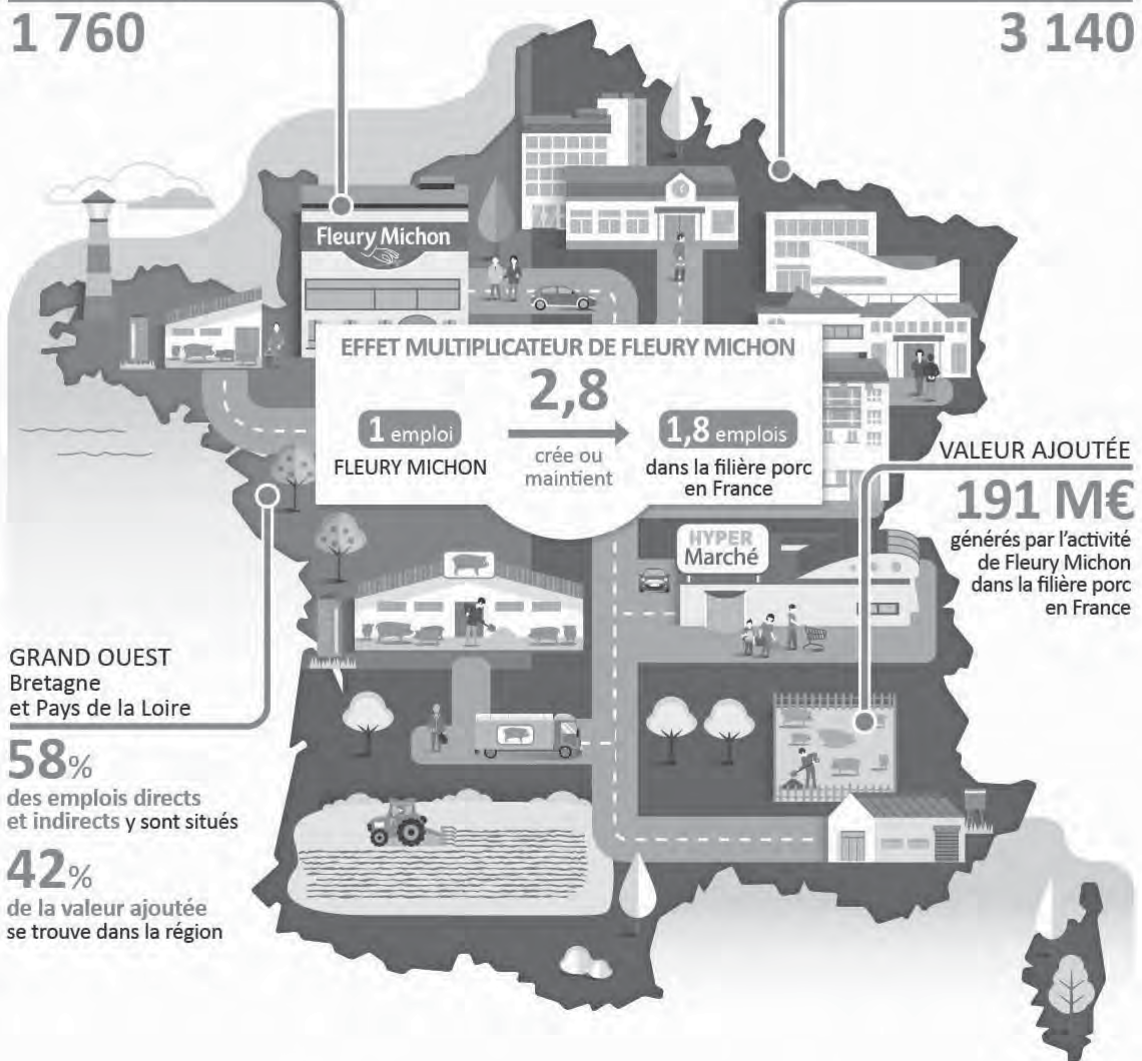 1 760
3 140
Fleury Michon
EFFET MULTIPLICATEUR DE FLEURY MICHON
2,8
1 emploi
FLEURY MICHON
crée ou
maintient
1,8 emplois
dans la filière porc
en France
VALEUR AJOUTÉE
191 M€
générés par l'activité
de Fleury Michon
dans la filière porc
en France
HYPER
Marché
GRAND OUEST
Bretagne
et Pays de la Loire
58%
des emplois directs
et indirects y sont situés
42%
de la valeur ajoutée
se trouve dans la région